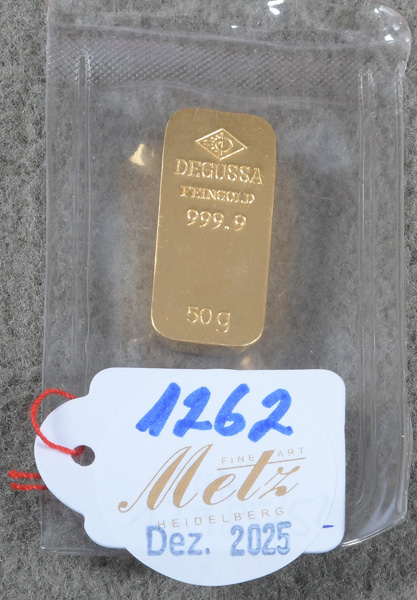 DEGUSSA
FEINGOLD
999.9
50 g
1262
FINE ART
Metz
HEIDELBERG
Dez. 2025